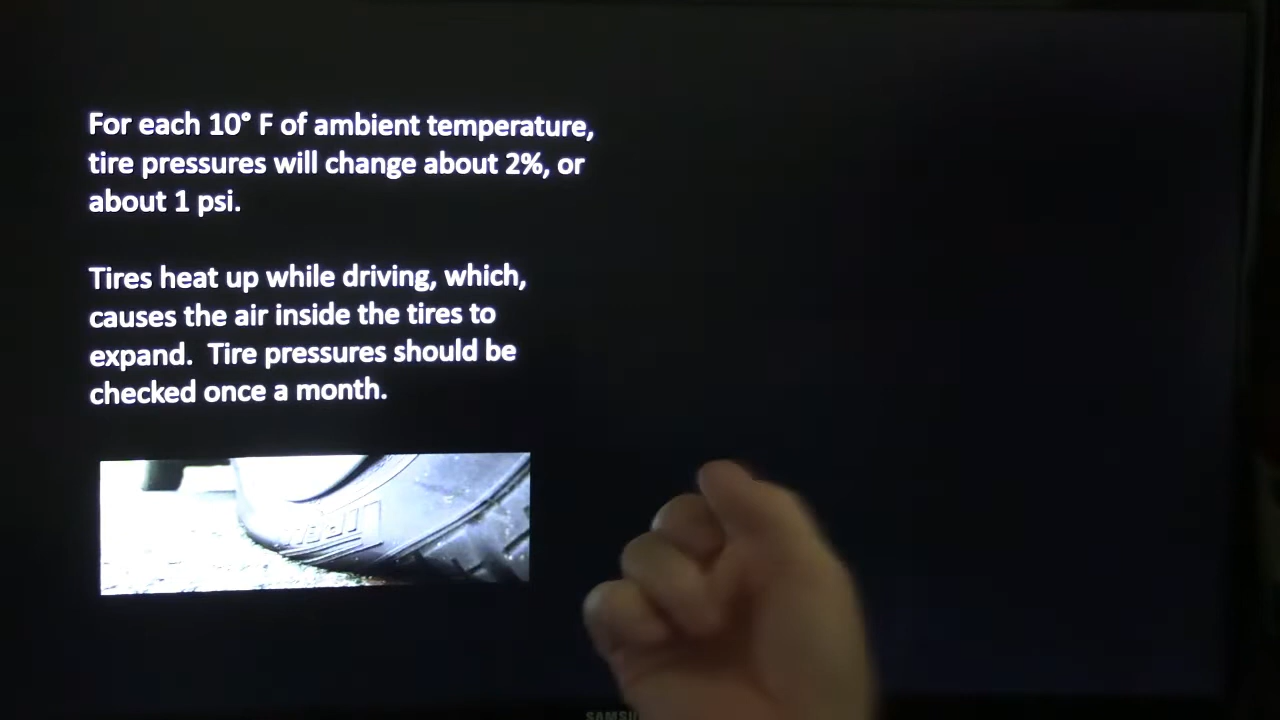 For each 10° F of ambient temperature,
tire pressures will change about 2%, or
about 1 psi.
Tires heat up while driving, which,
causes the air inside the tires to
expand.  Tire pressures should be
checked once a month.